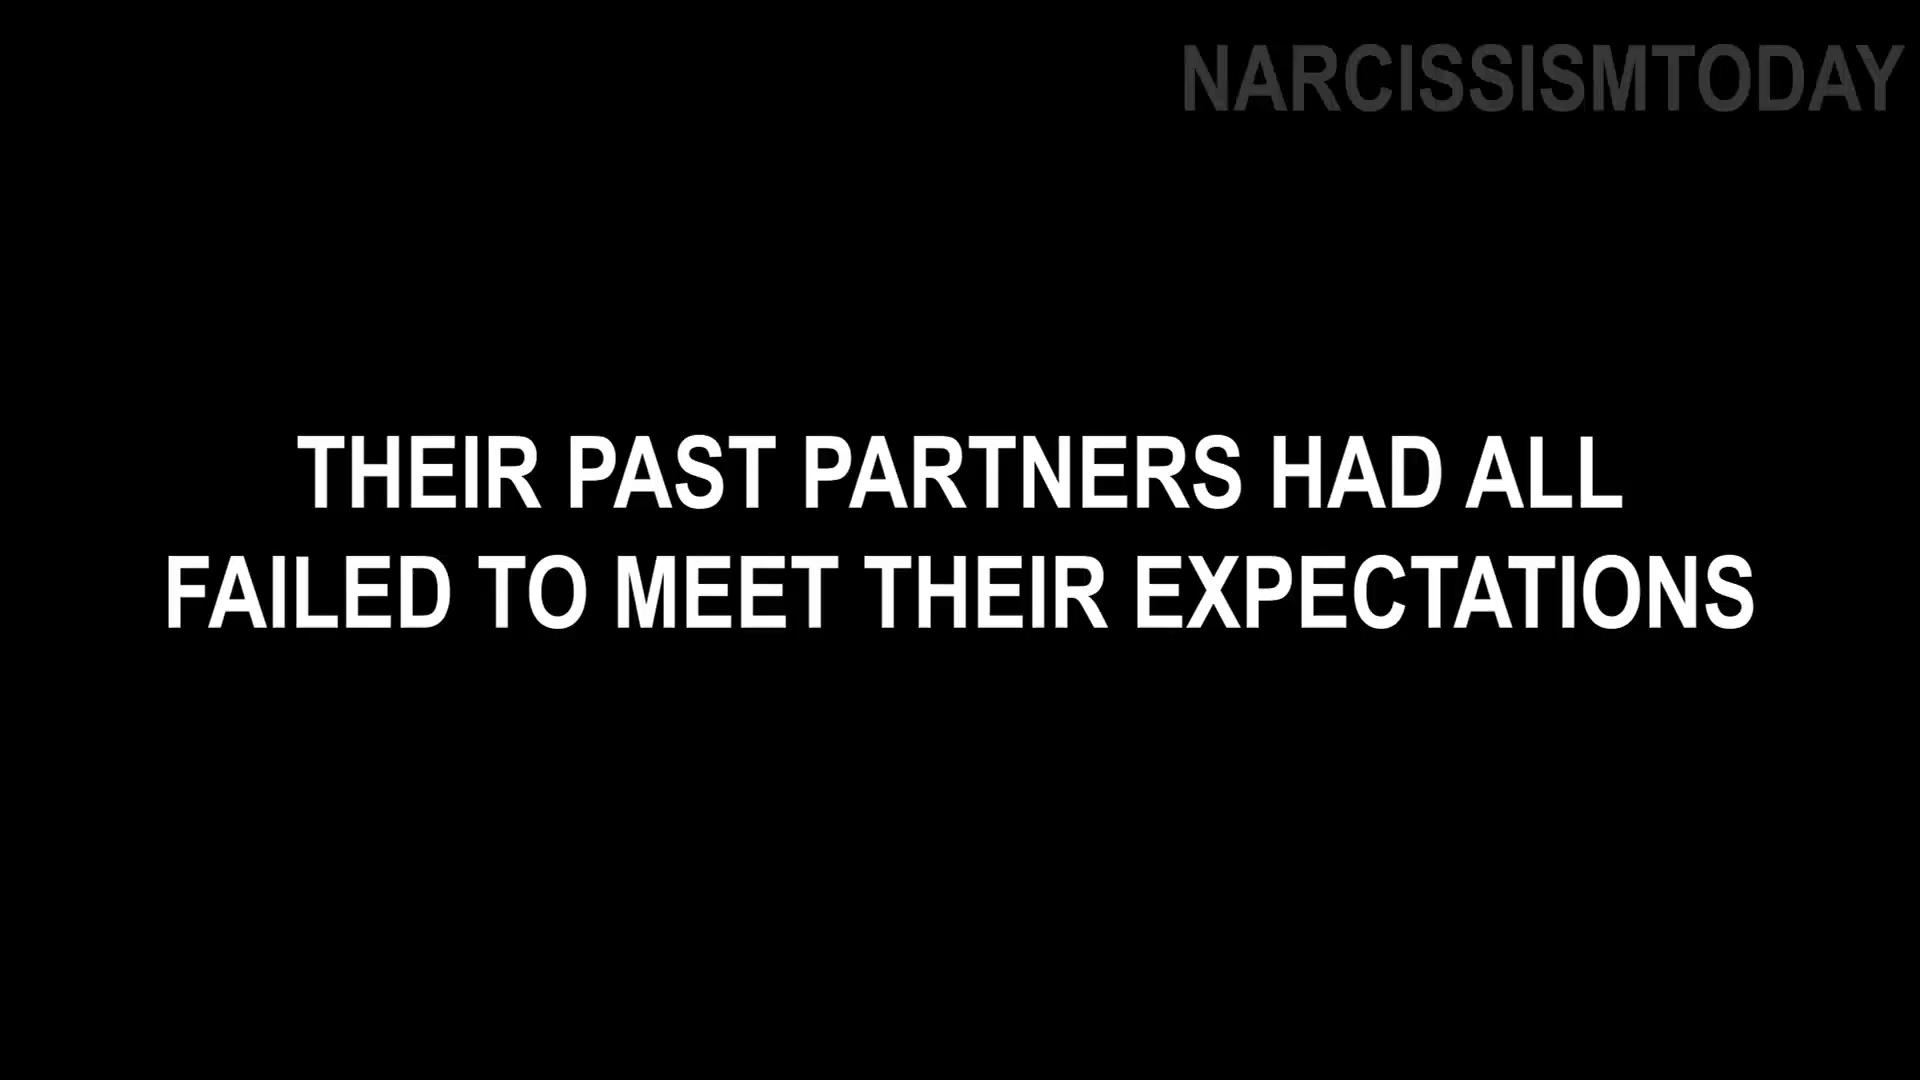 NARCISSISMTODAY
THEIR PAST PARTNERS HAD ALL
FAILED TO MEET THEIR EXPECTATIONS